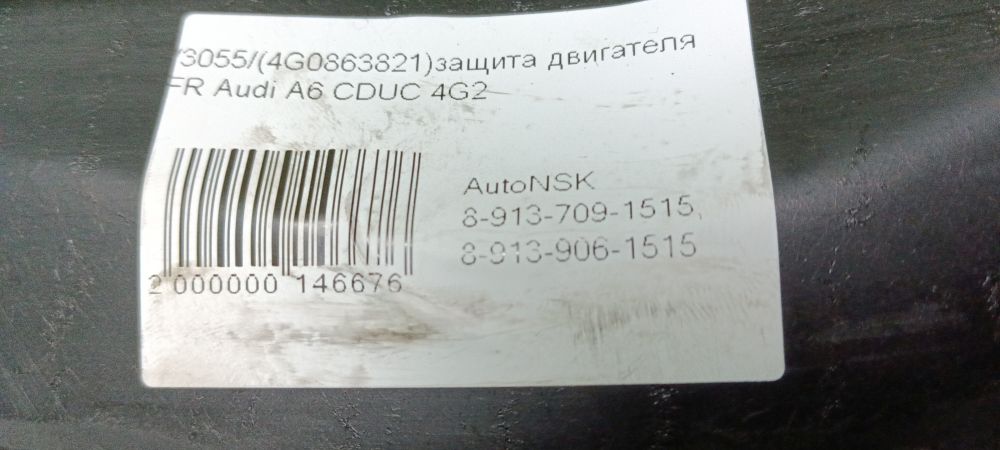 /3055/(4G0863821)защита двигателя
FR Audi A6 CDUC 4G2
AutoNSK
8-913-709-1515,
8-913-906-1515
2 000000 146676